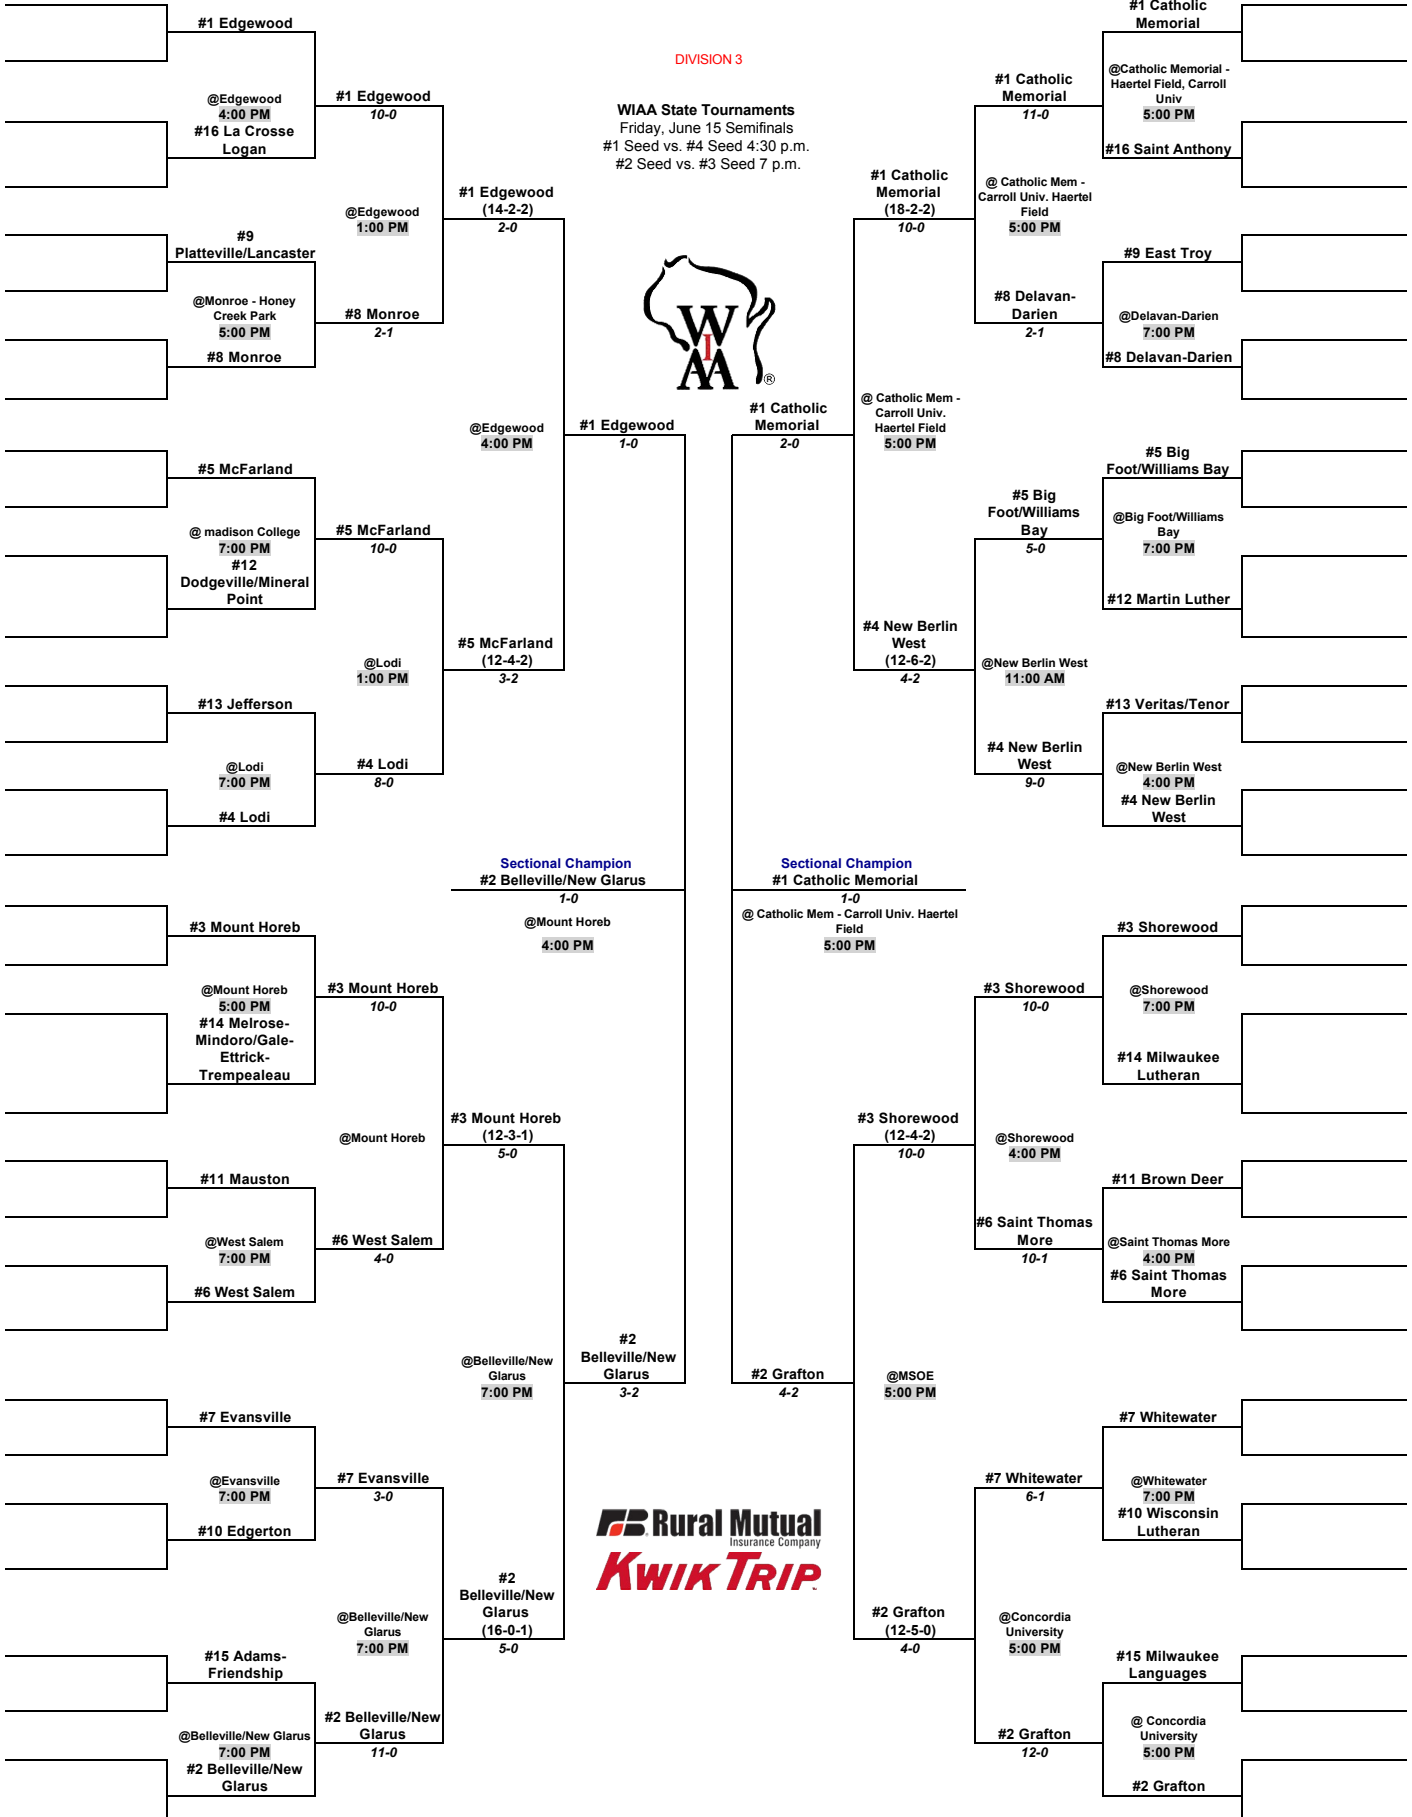 #1 Edgewood
@Edgewood
4:00 PM
#16 La Crosse
Logan
#9
Platteville/Lancaster
@Monroe - Honey
Creek Park
5:00 PM
#8 Monroe
#5 McFarland
@ madison College
7:00 PM
#12
Dodgeville/Mineral
Point
#13 Jefferson
@Lodi
7:00 PM
#4 Lodi
#3 Mount Horeb
@Mount Horeb
5:00 PM
#14 Melrose-
Mindoro/Gale-
Ettrick-
Trempealeau
#11 Mauston
@West Salem
7:00 PM
#6 West Salem
#7 Evansville
@Evansville
7:00 PM
#10 Edgerton
#15 Adams-
Friendship
@Belleville/New Glarus
7:00 PM
#2 Belleville/New
Glarus
#1 Edgewood
10-0
@Edgewood
1:00 PM
#8 Monroe
2-1
#5 McFarland
10-0
@Lodi
1:00 PM
#4 Lodi
8-0
#3 Mount Horeb
10-0
@Mount Horeb
#6 West Salem
4-0
#7 Evansville
3-0
@Belleville/New
Glarus
7:00 PM
#2 Belleville/New
Glarus
11-0
#1 Edgewood
(14-2-2)
2-0
@Edgewood
4:00 PM
#5 McFarland
(12-4-2)
3-2
#3 Mount Horeb
(12-3-1)
5-0
@Belleville/New
Glarus
7:00 PM
#2
Belleville/New
Glarus
(16-0-1)
5-0
#1 Edgewood
1-0
Sectional Champion
#2 Belleville/New Glarus
1-0
@Mount Horeb
4:00 PM
#2
Belleville/New
Glarus
3-2
DIVISION 3
WIAA State Tournaments
Friday, June 15 Semifinals
#1 Seed vs. #4 Seed 4:30 p.m.
#2 Seed vs. #3 Seed 7 p.m.
WIAA®
Rural Mutual
Insurance Company
KWIK TRIP
#1 Catholic
Memorial
2-0
Sectional Champion
#1 Catholic Memorial
1-0
@ Catholic Mem - Carroll Univ. Haertel
Field
5:00 PM
#2 Grafton
4-2
#1 Catholic
Memorial
(18-2-2)
10-0
@ Catholic Mem -
Carroll Univ.
Haertel Field
5:00 PM
#4 New Berlin
West
(12-6-2)
4-2
#3 Shorewood
(12-4-2)
10-0
@MSOE
5:00 PM
#2 Grafton
(12-5-0)
4-0
#1 Catholic
Memorial
11-0
@ Catholic Mem -
Carroll Univ. Haertel
Field
5:00 PM
#8 Delavan-
Darien
2-1
#5 Big
Foot/Williams
Bay
5-0
@New Berlin West
11:00 AM
#4 New Berlin
West
9-0
#3 Shorewood
10-0
@Shorewood
4:00 PM
#6 Saint Thomas
More
10-1
#7 Whitewater
6-1
@Concordia
University
5:00 PM
#2 Grafton
12-0
#1 Catholic
Memorial
@Catholic Memorial -
Haertel Field, Carroll
Univ
5:00 PM
#16 Saint Anthony
#9 East Troy
@Delavan-Darien
7:00 PM
#8 Delavan-Darien
#5 Big
Foot/Williams Bay
@Big Foot/Williams
Bay
7:00 PM
#12 Martin Luther
#13 Veritas/Tenor
@New Berlin West
4:00 PM
#4 New Berlin
West
#3 Shorewood
@Shorewood
7:00 PM
#14 Milwaukee
Lutheran
#11 Brown Deer
@Saint Thomas More
4:00 PM
#6 Saint Thomas
More
#7 Whitewater
@Whitewater
7:00 PM
#10 Wisconsin
Lutheran
#15 Milwaukee
Languages
@ Concordia
University
5:00 PM
#2 Grafton